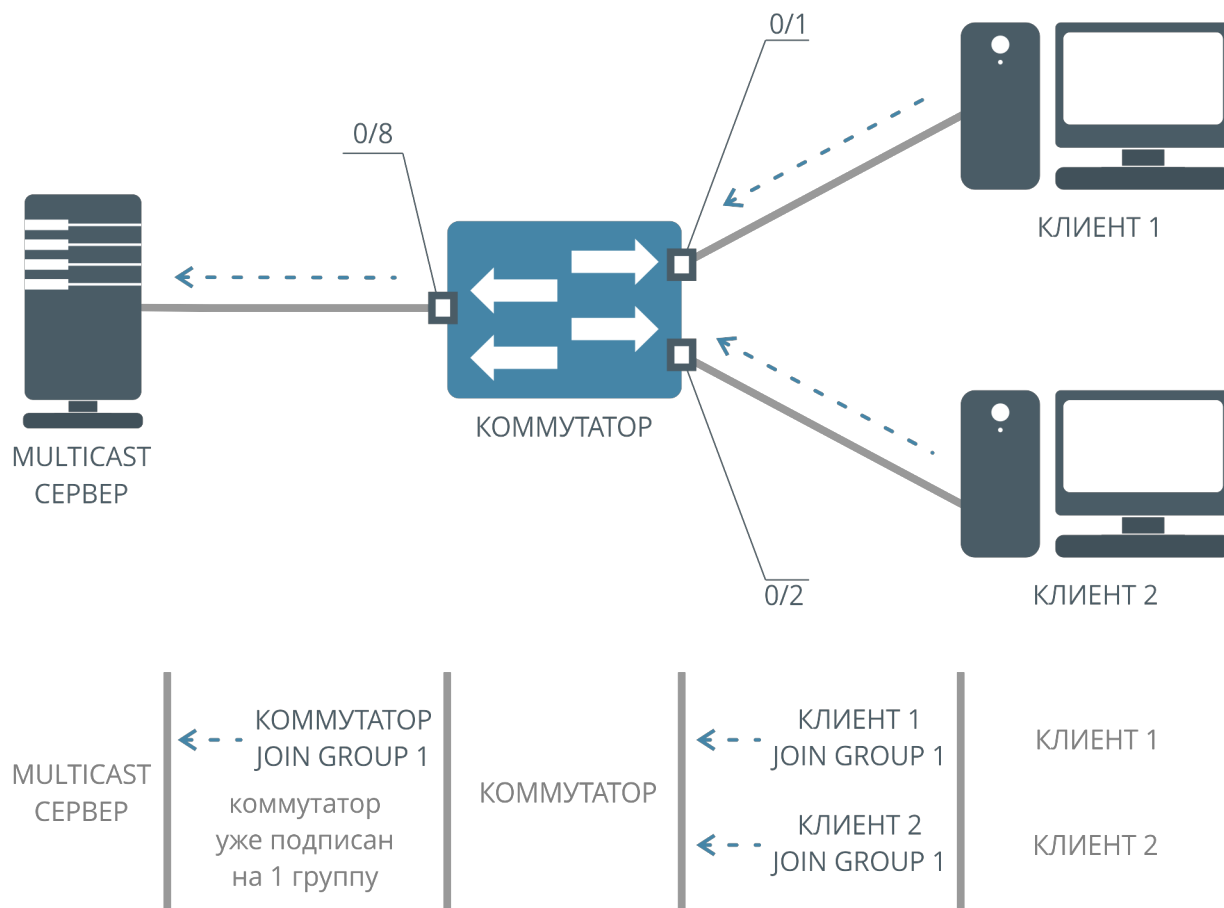 0/1
0/8
КЛИЕНТ 1
КОММУТАТОР
MULTICAST
СЕРВЕР
0/2
КЛИЕНТ 2
КОММУТАТОР
JOIN GROUP 1
КЛИЕНТ 1
JOIN GROUP 1
КЛИЕНТ 1
MULTICAST
СЕРВЕР
коммутатор
уже подписан
на 1 группу
КОММУТАТОР
КЛИЕНТ 2
JOIN GROUP 1
КЛИЕНТ 2